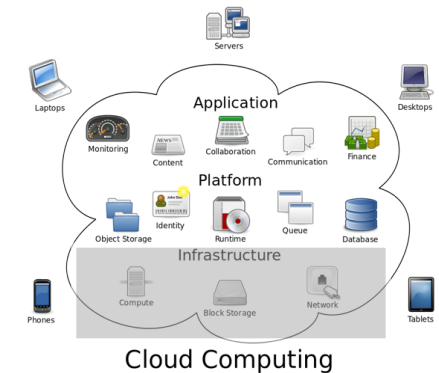 Servers
Laptops
Desktops
Application
Monitoring
NEWS
Content
Collaboration
Communication
Finance
Platform
Object Storage
Identity
Runtime
Queue
Database
Infrastructure
Compute
Block Storage
Network
Phones
Tablets
Cloud Computing